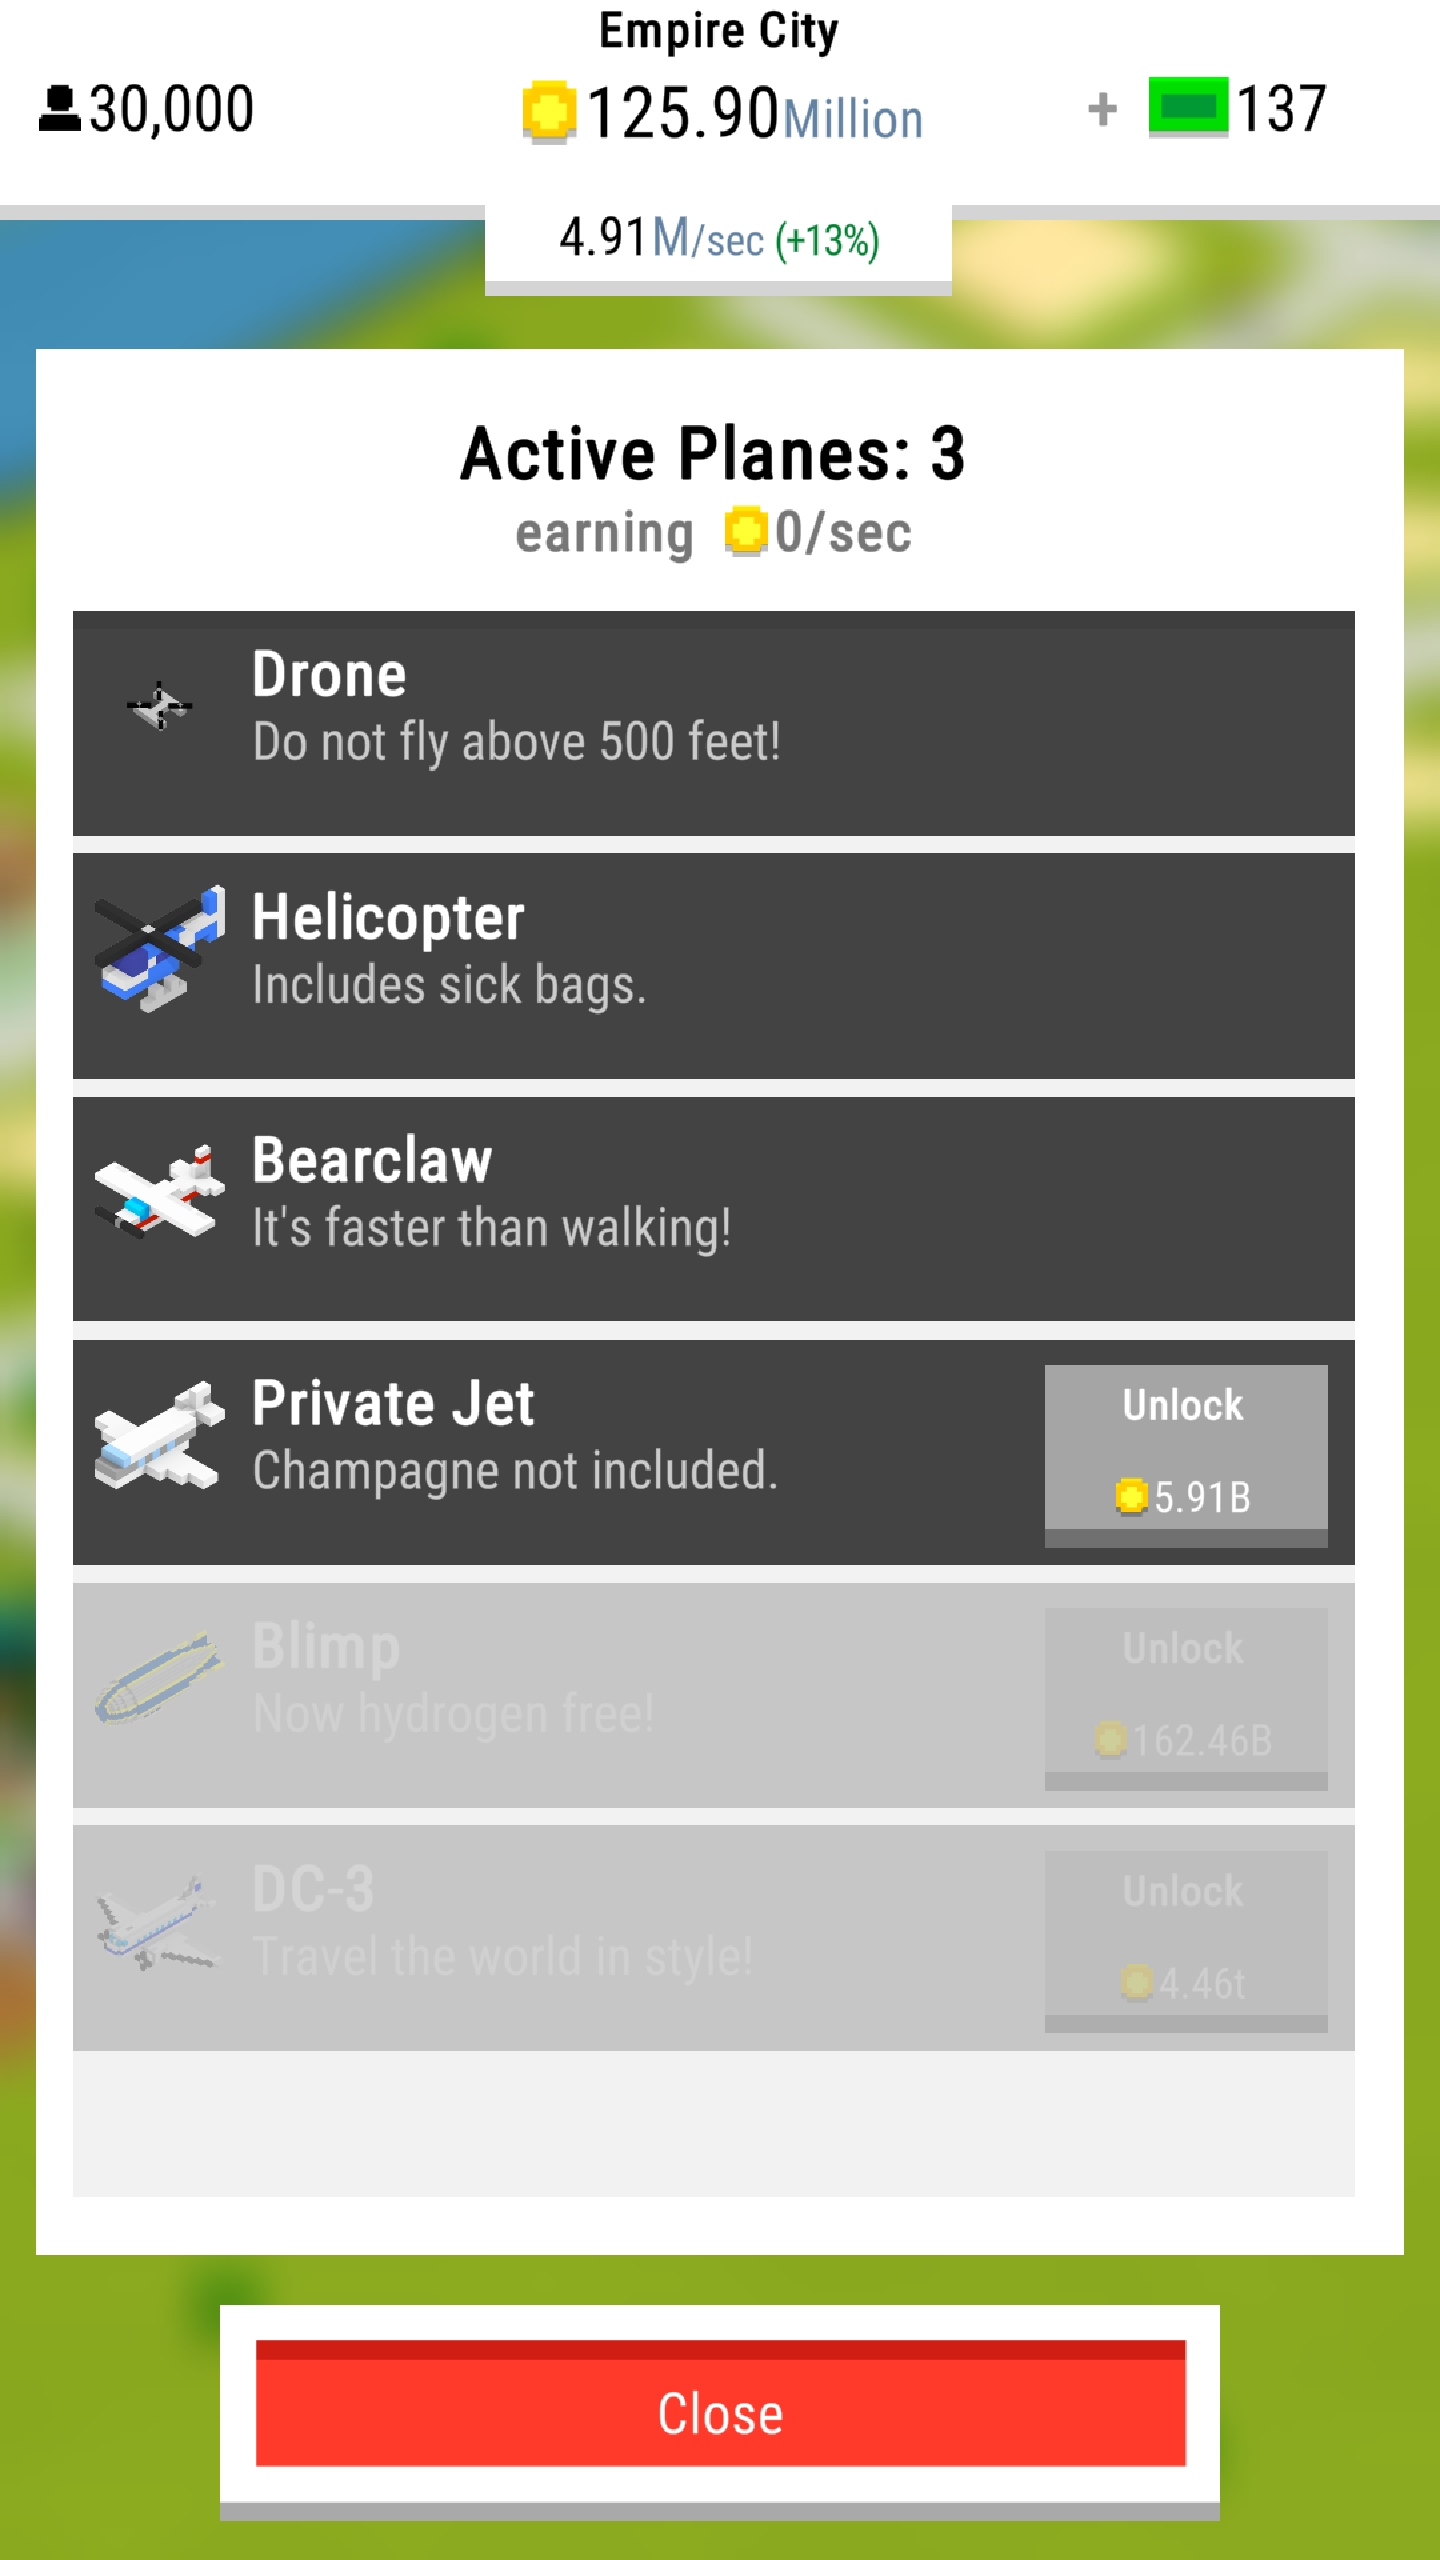 Empire City
30,000
125.90Million
+ 137
4.91M/sec (+13%)
Active Planes: 3
earning 0/sec
Drone
Do not fly above 500 feet!
Helicopter
Includes sick bags.
Bearclaw
It's faster than walking!
Private Jet
Champagne not included.
Unlock
5.91B
Blimp
Now hydrogen free!
Unlock
162.46B
DC-3
Travel the world in style!
Unlock
4.46t
Close